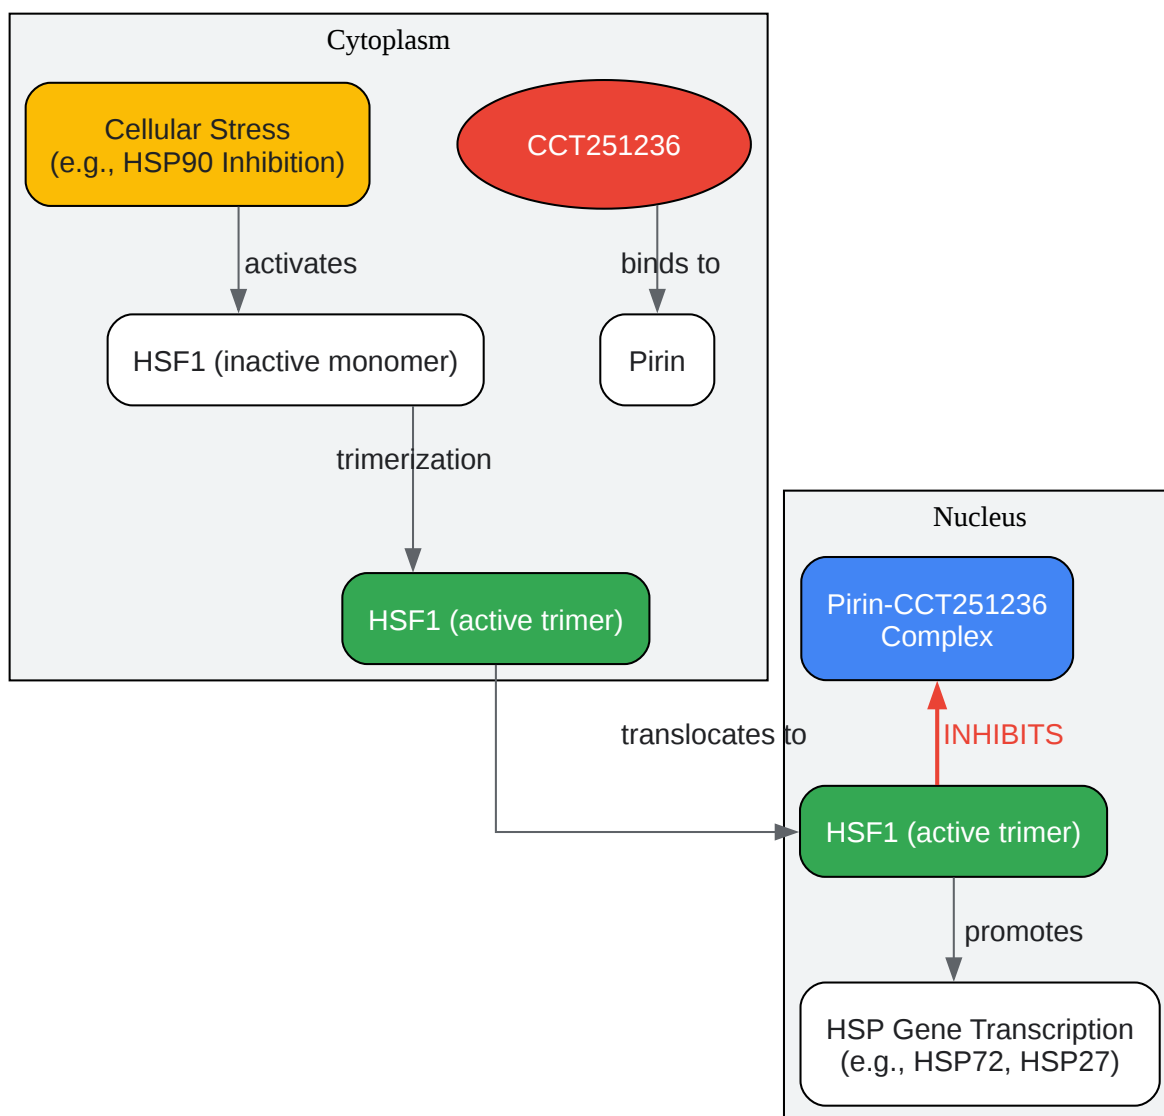 Cytoplasm
Cellular Stress
(e.g., HSP90 Inhibition)
CCT251236
activates
binds to
HSF1 (inactive monomer)
Pirin
trimerization
HSF1 (active trimer)
Nucleus
Pirin-CCT251236
Complex
translocates to
INHIBITS
HSF1 (active trimer)
promotes
HSP Gene Transcription
(e.g., HSP72, HSP27)